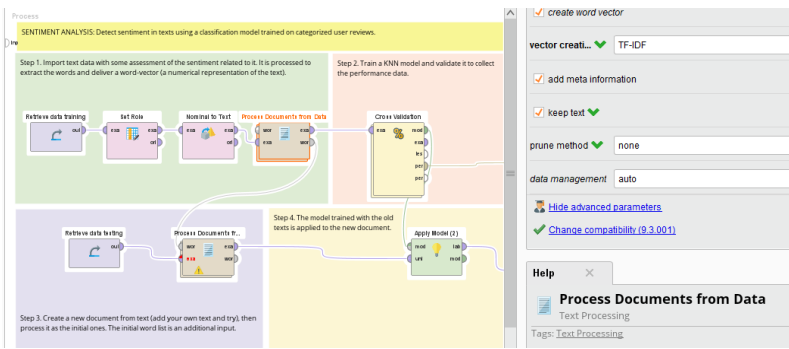 Process
SENTIMENT ANALYSIS: Detect sentiment in texts using a classification model trained on categorized user reviews.
Step 1. Import text data with some assessment of the sentiment related to it. It is processed to
extract the words and deliver a word-vector (a numerical representation of the text).
Step 2. Train a KNN model and validate it to collect
the performance data.
Retrieve data training
Set Role
Nominal to Text
Process Documents from Data
Cross Validation
out
exa
exa
ori
exa
exa
ori
wor
exa
exa
wor
exa
mod
exa
tes
per
per
Step 4. The model trained with the old
texts is applied to the new document.
Retrieve data testing
Process Documents fr...
Apply Model (2)
out
wor
exa
exa
wor
mod
lab
unl
mod
Step 3. Create a new document from text (add your own text and try), then
process it as the initial ones. The initial word list is an additional input.
create word vector
vector creati...
TF-IDF
add meta information
keep text
prune method
none
data management
auto
Hide advanced parameters
Change compatibility (9.3.001)
Help
Process Documents from Data
Text Processing
Tags: Text Processing